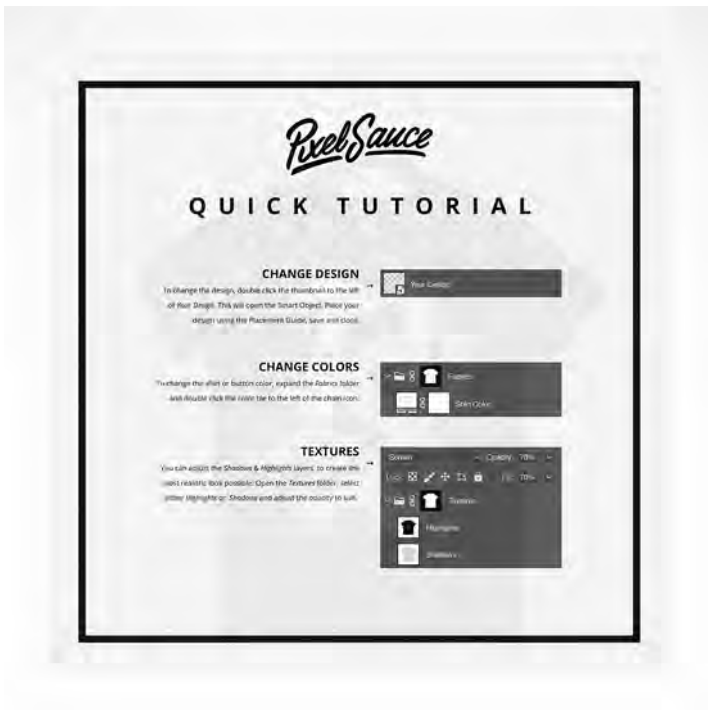 PixelSauce
QUICK TUTORIAL
CHANGE DESIGN
To change the design, double click the thumbnail to the left
of Your Design. This will open the Smart Object. Place your
design using the Placement Guide, save and close.
Your Design
CHANGE COLORS
To change the shirt or button color, expand the Fabrics folder
and double click the color tile to the left of the chain icon.
Fabrics
Shirt Color
TEXTURES
You can adjust the Shadows & Highlights layers, to create the
most realistic look possible. Open the Textures folder, select
either Highlights or Shadows and adjust the opacity to suit.
Screen
Opacity: 70%
Lock:
Fill: 70%
Textures
Highlights
Shadows